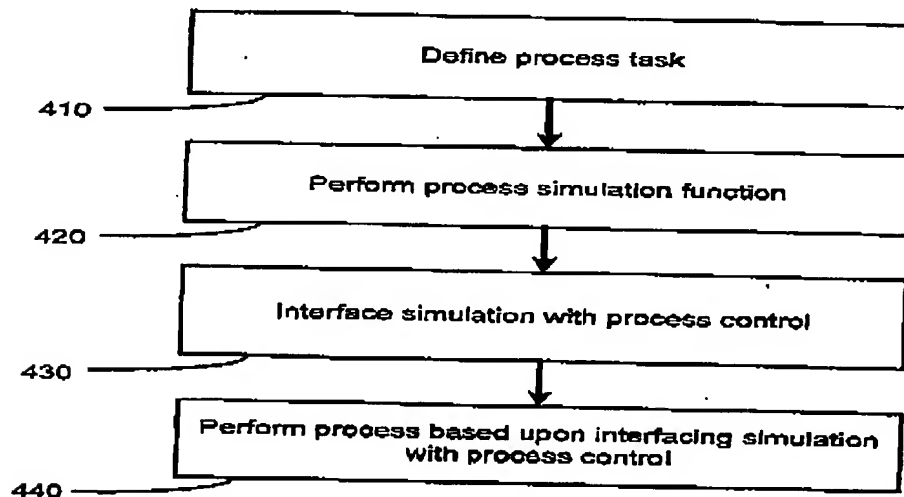 Define process task
410
Perform process simulation function
420
Interface simulation with process control
430
Perform process based upon interfacing simulation
with process control
440